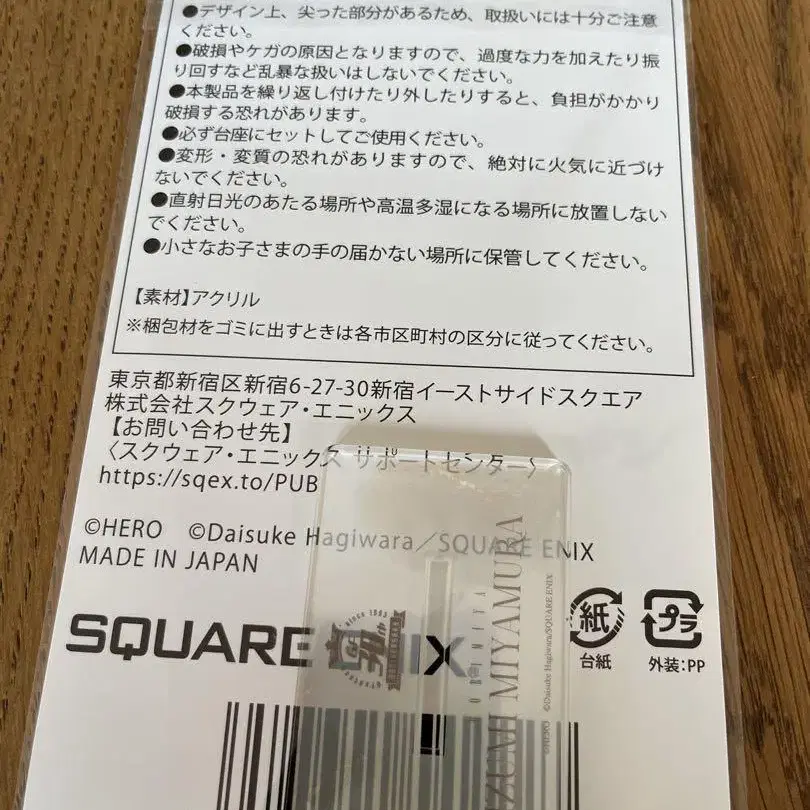 ●デザイン上、尖った部分があるため、取扱いには十分ご注意
ください。
●破損やケガの原因となりますので、過度な力を加えたり振
り回すなど乱暴な扱いはしないでください。
●本製品を繰り返し付けたり外したりすると、負担がかかり
破損する恐れがあります。
●必ず台座にセットしてご使用ください。
●変形・変質の恐れがありますので、絶対に火気に近づけ
ないでください。
●直射日光のあたる場所や高温多湿になる場所に放置しない
でください。
●小さなお子さまの手の届かない場所に保管してください。
【素材】アクリル
※梱包材をゴミに出すときは各市区町村の区分に従ってください。
東京都新宿区新宿6-27-30新宿イーストサイドスクエア
株式会社スクウェア・エニックス
【お問い合わせ先】
〈スクウェア・エニックス サポートセンター〉
https://sqex.to/PUB
©HERO ©Daisuke Hagiwara／SQUARE ENIX
MADE IN JAPAN
SQUARE ENIX
紙
台紙
プラ
外装:PP
since 1983
30th
IZUMI MIYAMURA
©HERO ©Daisuke Hagiwara/SQUARE ENIX